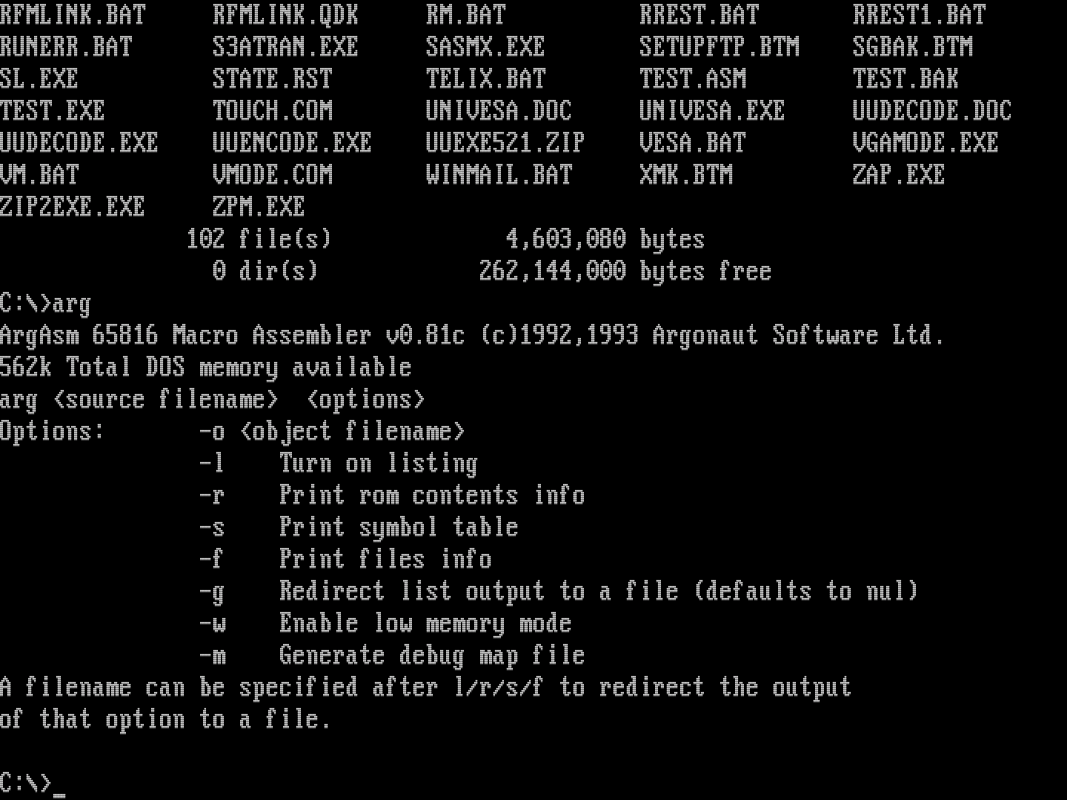 RFMLINK.BAT RFMLINK.QDK RM.BAT RREST.BAT RREST1.BAT
RUNERR.BAT S3ATRAN.EXE SASMX.EXE SETUPFTP.BTM SGBAK.BTM
SL.EXE STATE.RST TELIX.BAT TEST.ASM TEST.BAK
TEST.EXE TOUCH.COM UNIVESA.DOC UNIVESA.EXE UUDECODE.DOC
UUDECODE.EXE UUENCODE.EXE UUEXE521.ZIP VESA.BAT VGAMODE.EXE
VM.BAT VMODE.COM WINMAIL.BAT XMK.BTM ZAP.EXE
ZIP2EXE.EXE ZPM.EXE
102 file(s) 4,603,080 bytes
0 dir(s) 262,144,000 bytes free
C:\>arg
ArgAsm 65816 Macro Assembler v0.81c (c)1992,1993 Argonaut Software Ltd.
562k Total DOS memory available
arg <source filename> <options>
Options: -o <object filename>
-l Turn on listing
-r Print rom contents info
-s Print symbol table
-f Print files info
-g Redirect list output to a file (defaults to nul)
-w Enable low memory mode
-m Generate debug map file
A filename can be specified after l/r/s/f to redirect the output
of that option to a file.
C:\>_